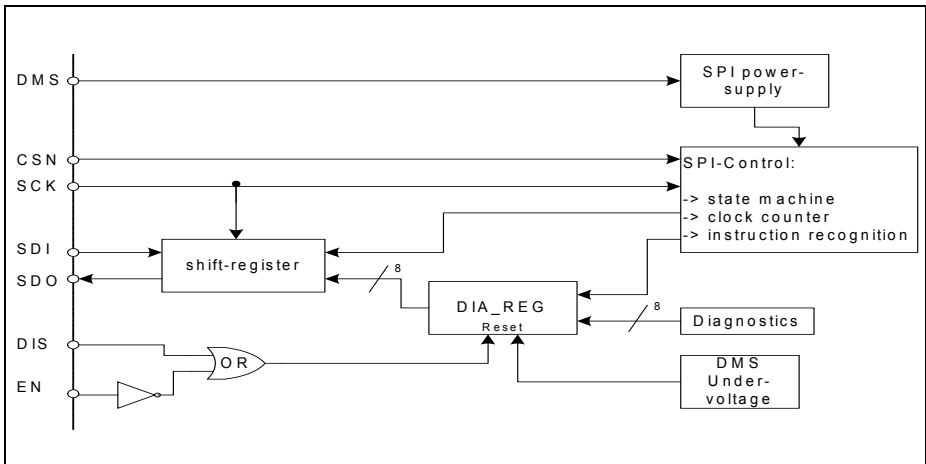 DMS
SPI power-
supply
CSN
SCK
SPI-Control:
-> state machine
-> clock counter
-> instruction recognition
SDI
SDO
shift-register
8
DIA_REG
Reset
8
Diagnostics
DIS
EN
OR
DMS
Under-
voltage